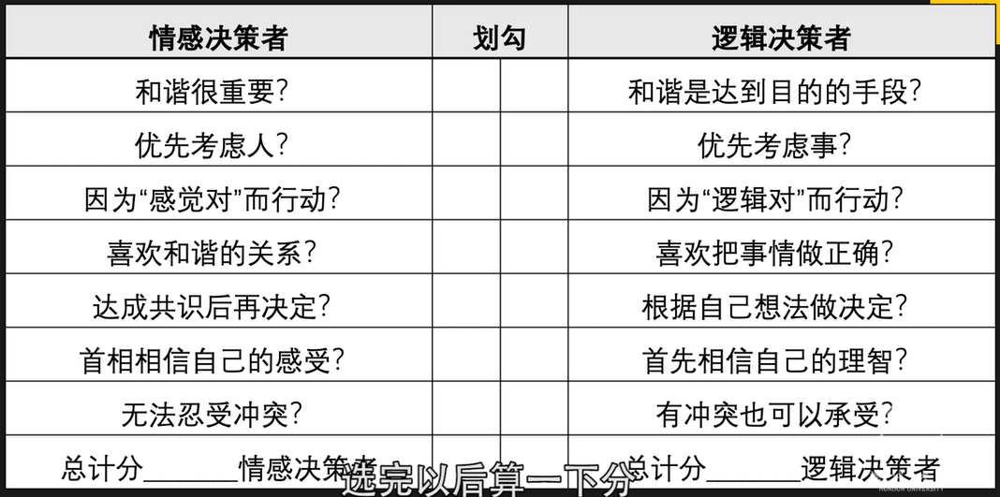 情感决策者 划勾 逻辑决策者
和谐很重要? 和谐是达到目的的手段?
优先考虑人? 优先考虑事?
因为“感觉对”而行动? 因为“逻辑对”而行动?
喜欢和谐的关系? 喜欢把事情做正确?
达成共识后再决定? 根据自己想法做决定?
首相相信自己的感受? 首先相信自己的理智?
无法忍受冲突? 有冲突也可以承受?
总计分______情感决策者 总计分______逻辑决策者
选完以后算一下分